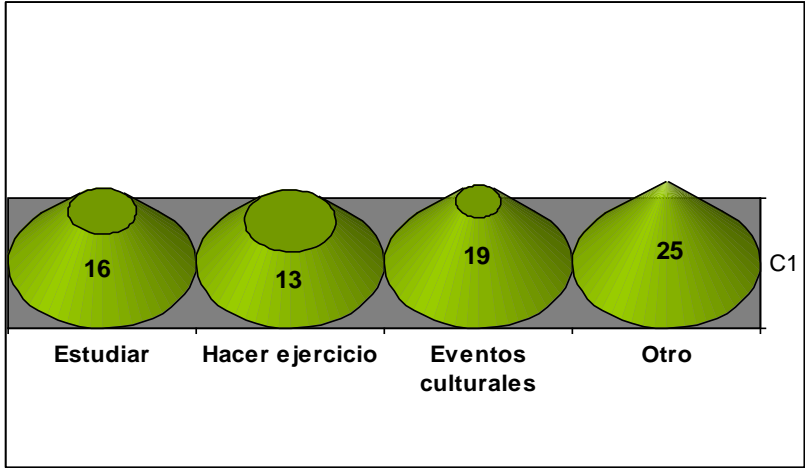 16
13
19
25
C1
Estudiar
Hacer ejercicio
Eventos
culturales
Otro